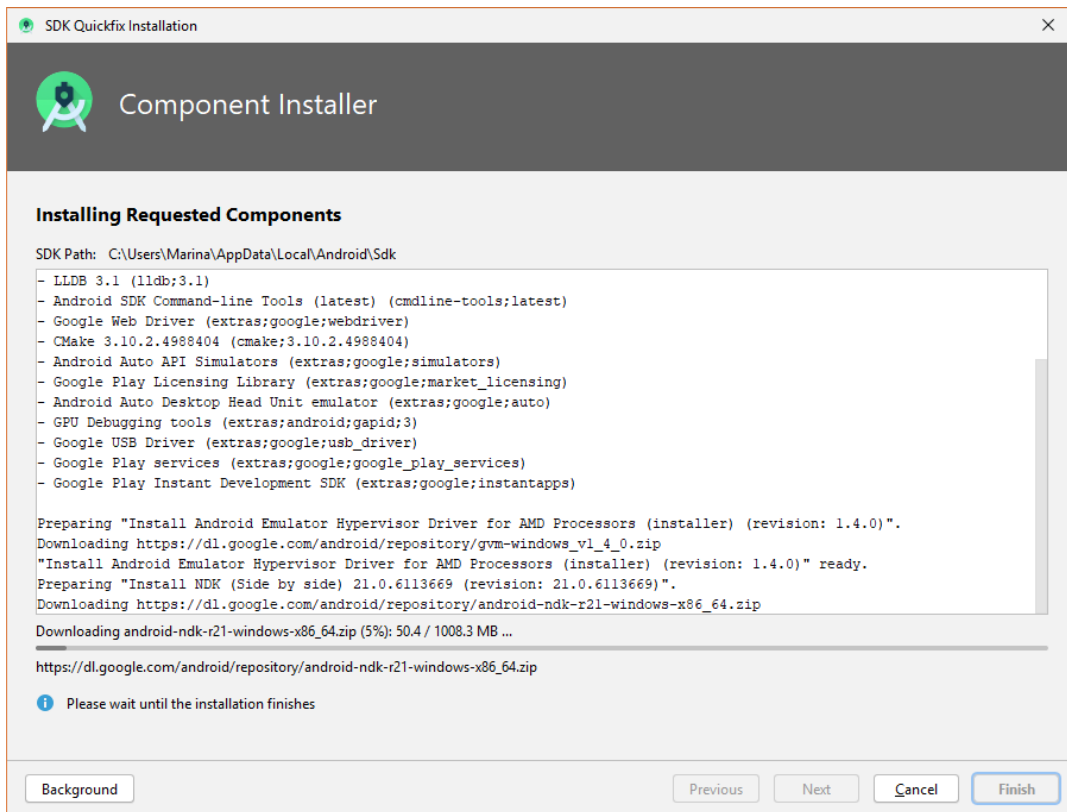 SDK Quickfix Installation
Component Installer
Installing Requested Components
SDK Path: C:\Users\Marina\AppData\Local\Android\Sdk
- LLDB 3.1 (lldb;3.1)
- Android SDK Command-line Tools (latest) (cmdline-tools;latest)
- Google Web Driver (extras;google;webdriver)
- CMake 3.10.2.4988404 (cmake;3.10.2.4988404)
- Android Auto API Simulators (extras;google;simulators)
- Google Play Licensing Library (extras;google;market_licensing)
- Android Auto Desktop Head Unit emulator (extras;google;auto)
- GPU Debugging tools (extras;android;gapid;3)
- Google USB Driver (extras;google;usb_driver)
- Google Play services (extras;google;google_play_services)
- Google Play Instant Development SDK (extras;google;instantapps)
Preparing "Install Android Emulator Hypervisor Driver for AMD Processors (installer) (revision: 1.4.0)".
Downloading https://dl.google.com/android/repository/gvm-windows_v1_4_0.zip
"Install Android Emulator Hypervisor Driver for AMD Processors (installer) (revision: 1.4.0)" ready.
Preparing "Install NDK (Side by side) 21.0.6113669 (revision: 21.0.6113669)".
Downloading https://dl.google.com/android/repository/android-ndk-r21-windows-x86_64.zip
Downloading android-ndk-r21-windows-x86_64.zip (5%): 50.4 / 1008.3 MB ...
https://dl.google.com/android/repository/android-ndk-r21-windows-x86_64.zip
Please wait until the installation finishes
Background Previous Next Cancel Finish